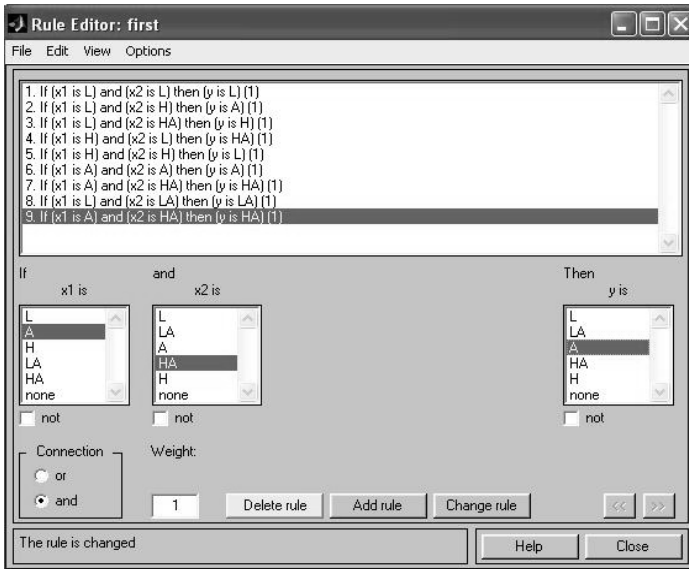 Rule Editor: first
File Edit View Options
1. If (x1 is L) and (x2 is L) then (y is L) (1)
2. If (x1 is L) and (x2 is H) then (y is A) (1)
3. If (x1 is L) and (x2 is HA) then (y is H) (1)
4. If (x1 is H) and (x2 is L) then (y is HA) (1)
5. If (x1 is H) and (x2 is H) then (y is L) (1)
6. If (x1 is A) and (x2 is A) then (y is A) (1)
7. If (x1 is A) and (x2 is HA) then (y is HA) (1)
8. If (x1 is L) and (x2 is LA) then (y is LA) (1)
9. If (x1 is A) and (x2 is HA) then (y is HA) (1)
If and Then
x1 is x2 is y is
L
A
H
LA
HA
none
L
LA
A
HA
H
none
L
LA
A
HA
H
none
not not not
Connection Weight:
or
and 1 Delete rule Add rule Change rule << >>
The rule is changed Help Close